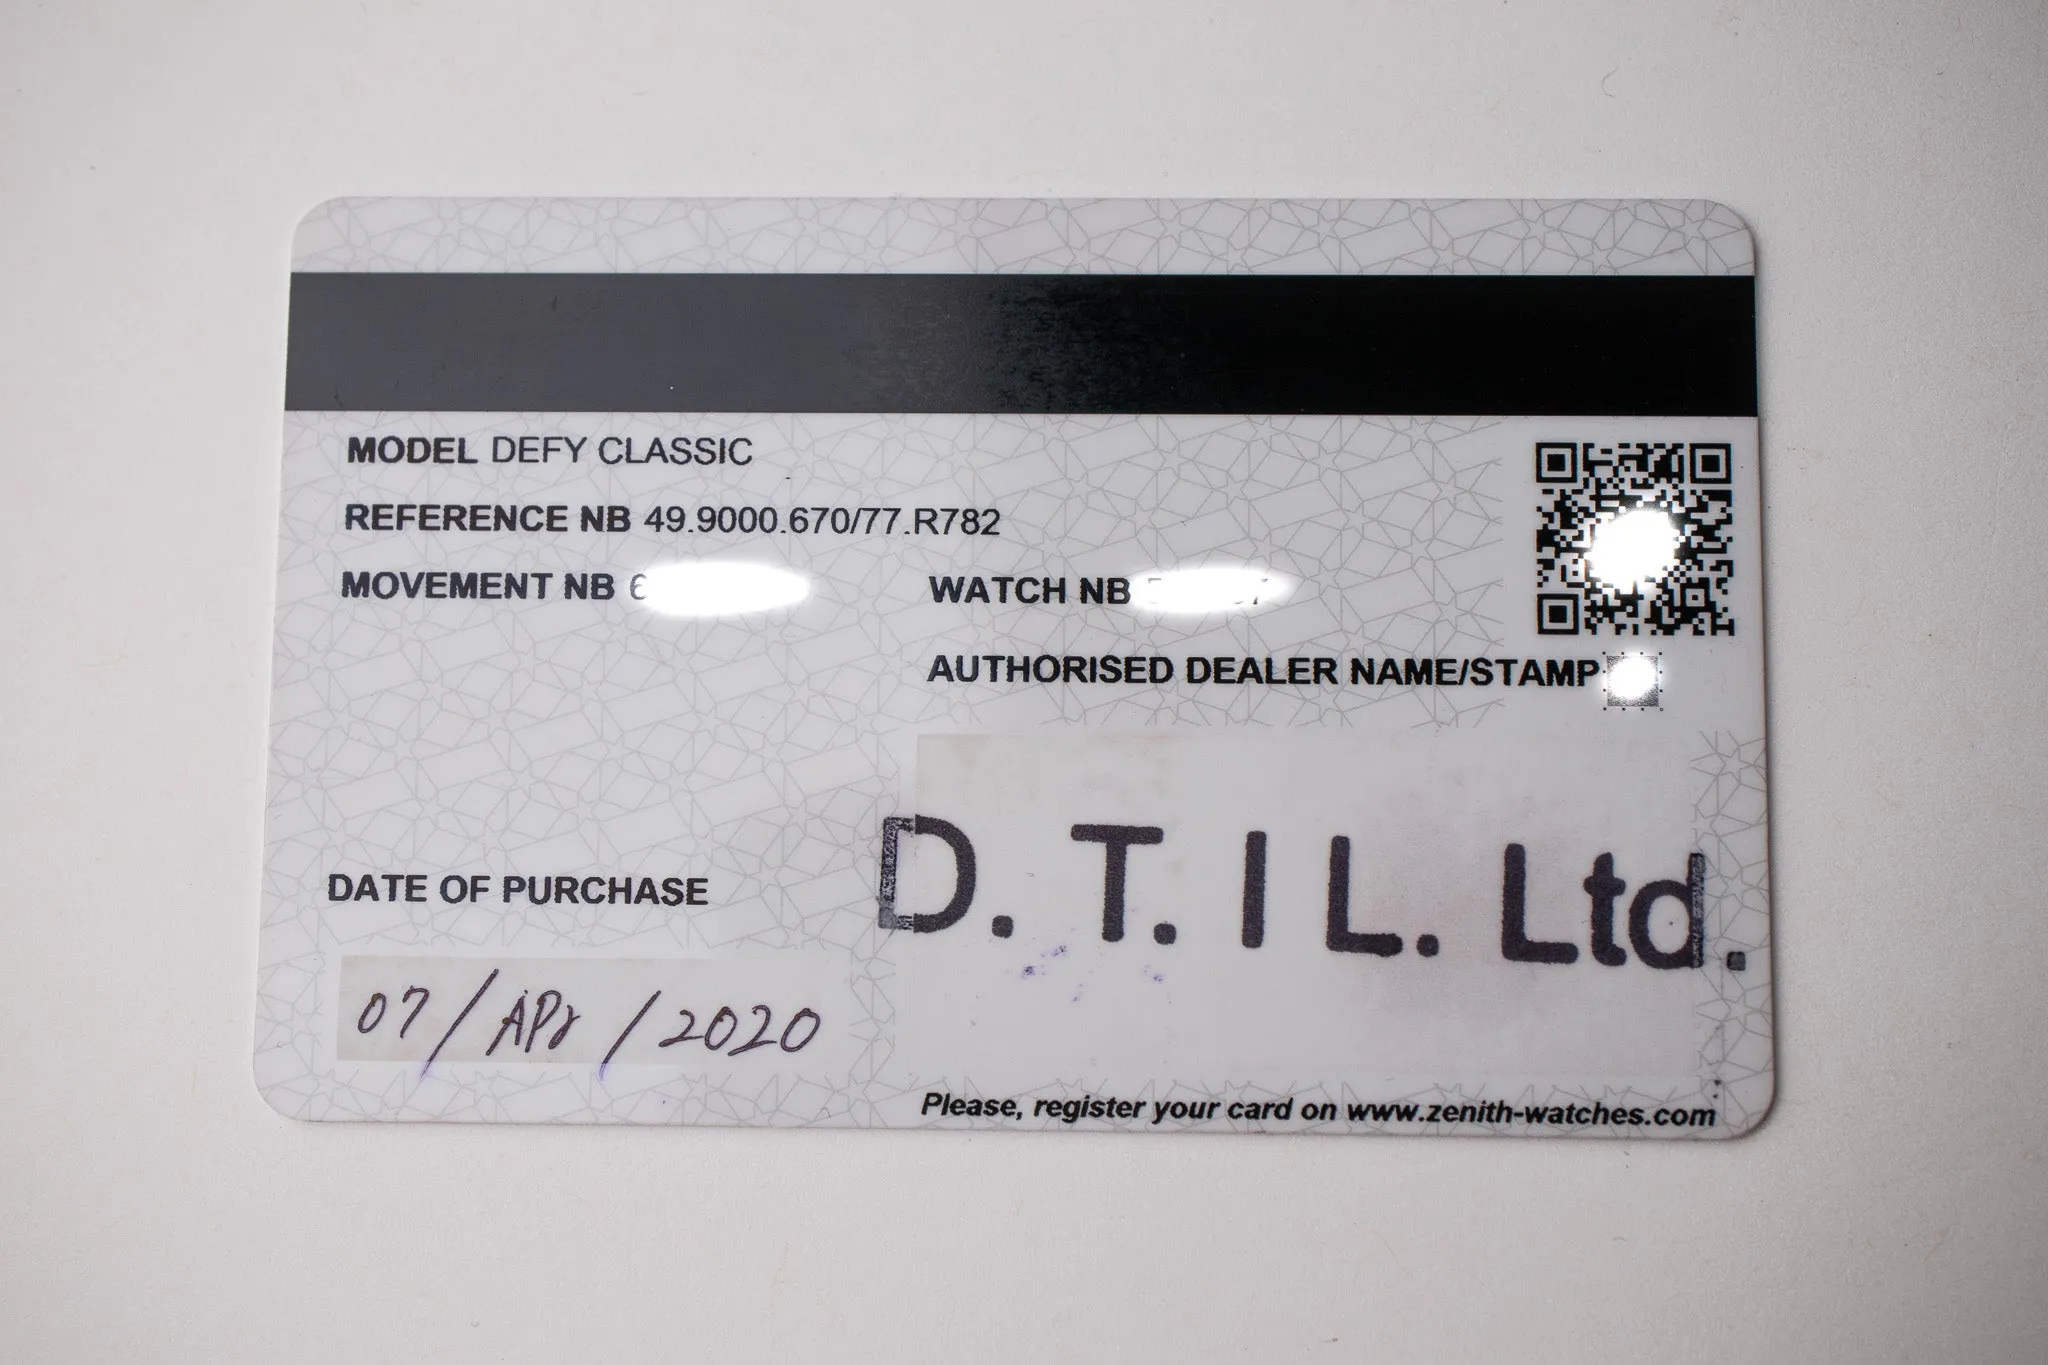 MODEL DEFY CLASSIC
REFERENCE NB 49.9000.670/77.R782
MOVEMENT NB
WATCH NB
AUTHORISED DEALER NAME/STAMP
D. T. I L. Ltd.
DATE OF PURCHASE
07/APr/2020
Please, register your card on www.zenith-watches.com